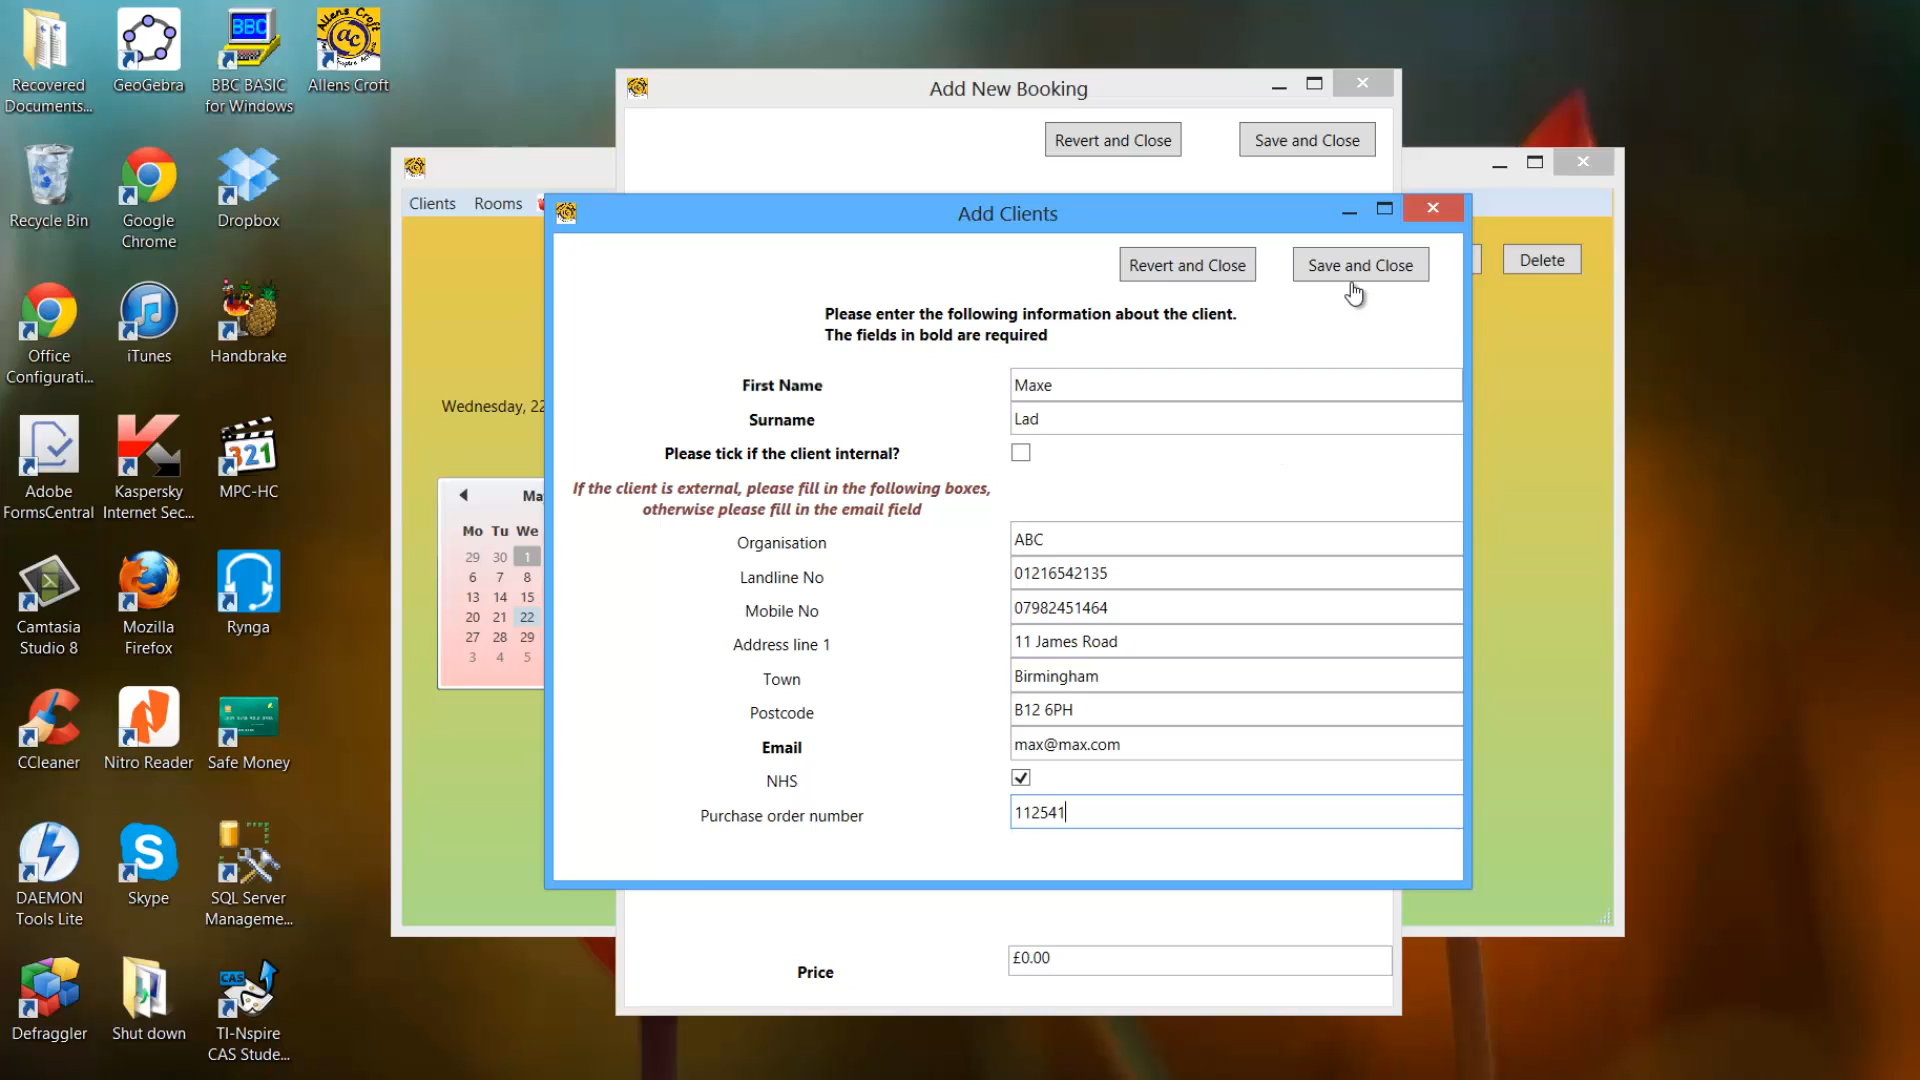 Recovered
Documents...
GeoGebra
BBC BASIC
for Windows
Allens Croft
Recycle Bin
Google
Chrome
Dropbox
Office
Configurati...
iTunes
Handbrake
Adobe
FormsCentral
Kaspersky
Internet Sec...
MPC-HC
Camtasia
Studio 8
Mozilla
Firefox
Rynga
CCleaner
Nitro Reader
Safe Money
DAEMON
Tools Lite
Skype
SQL Server
Manageme...
Defraggler
Shut down
TI-Nspire
CAS Stude...
Add New Booking
Revert and Close
Save and Close
Clients
Rooms
Delete
Wednesday, 22
Ma
Mo Tu We
29 30 1
6 7 8
13 14 15
20 21 22
27 28 29
3 4 5
Add Clients
Revert and Close
Save and Close
Please enter the following information about the client.
The fields in bold are required
First Name
Maxe
Surname
Lad
Please tick if the client internal?
If the client is external, please fill in the following boxes,
otherwise please fill in the email field
Organisation
ABC
Landline No
01216542135
Mobile No
07982451464
Address line 1
11 James Road
Town
Birmingham
Postcode
B12 6PH
Email
max@max.com
NHS
Purchase order number
112541
Price
£0.00